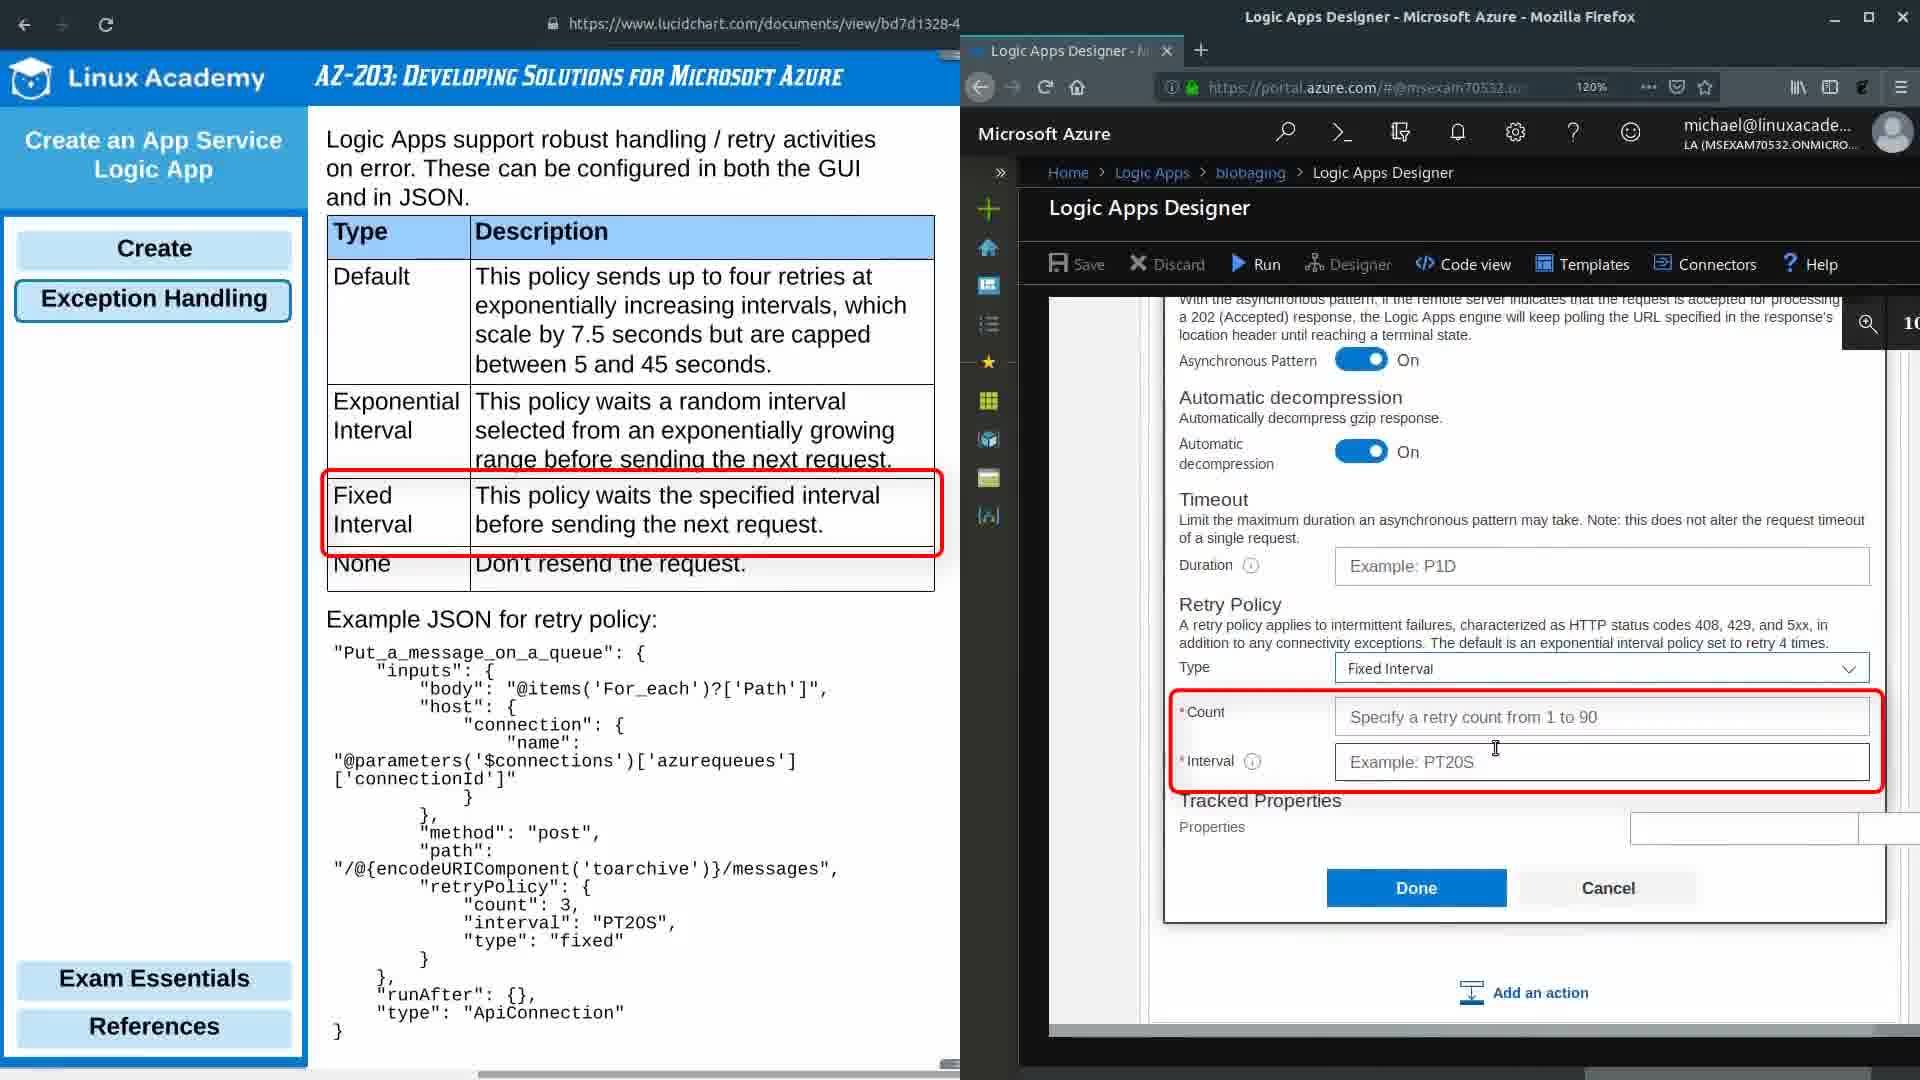 https://www.lucidchart.com/documents/view/bd7d1328-4
Linux Academy
AZ-203: Developing Solutions for Microsoft Azure
Create an App Service
Logic App
Create
Exception Handling
Exam Essentials
References
Logic Apps support robust handling / retry activities
on error. These can be configured in both the GUI
and in JSON.
Type Description
Default This policy sends up to four retries at
exponentially increasing intervals, which
scale by 7.5 seconds but are capped
between 5 and 45 seconds.
Exponential This policy waits a random interval
Interval selected from an exponentially growing
range before sending the next request.
Fixed This policy waits the specified interval
Interval before sending the next request.
None Don't resend the request.
Example JSON for retry policy:
"Put_a_message_on_a_queue": {
"inputs": {
"body": "@items('For_each')?['Path']",
"host": {
"connection": {
"name":
"@parameters('$connections')['azurequeues']
['connectionId']"
}
},
"method": "post",
"path":
"/@{encodeURIComponent('toarchive')}/messages",
"retryPolicy": {
"count": 3,
"interval": "PT2OS",
"type": "fixed"
}
},
"runAfter": {},
"type": "ApiConnection"
}
Logic Apps Designer - Microsoft Azure - Mozilla Firefox
Logic Apps Designer - M
https://portal.azure.com/#@msexam70532.o
120%
Microsoft Azure
michael@linuxacade...
LA (MSEXAM70532.ONMICRO...
Home > Logic Apps > blobaging > Logic Apps Designer
Logic Apps Designer
Save Discard Run Designer Code view Templates Connectors Help
With the asynchronous pattern, if the remote server indicates that the request is accepted for processing
a 202 (Accepted) response, the Logic Apps engine will keep polling the URL specified in the response's
location header until reaching a terminal state.
10
Asynchronous Pattern On
Automatic decompression
Automatically decompress gzip response.
Automatic
decompression On
Timeout
Limit the maximum duration an asynchronous pattern may take. Note: this does not alter the request timeout
of a single request.
Duration Example: P1D
Retry Policy
A retry policy applies to intermittent failures, characterized as HTTP status codes 408, 429, and 5xx, in
addition to any connectivity exceptions. The default is an exponential interval policy set to retry 4 times.
Type Fixed Interval
*Count Specify a retry count from 1 to 90
*Interval Example: PT20S
Tracked Properties
Properties
Done Cancel
Add an action